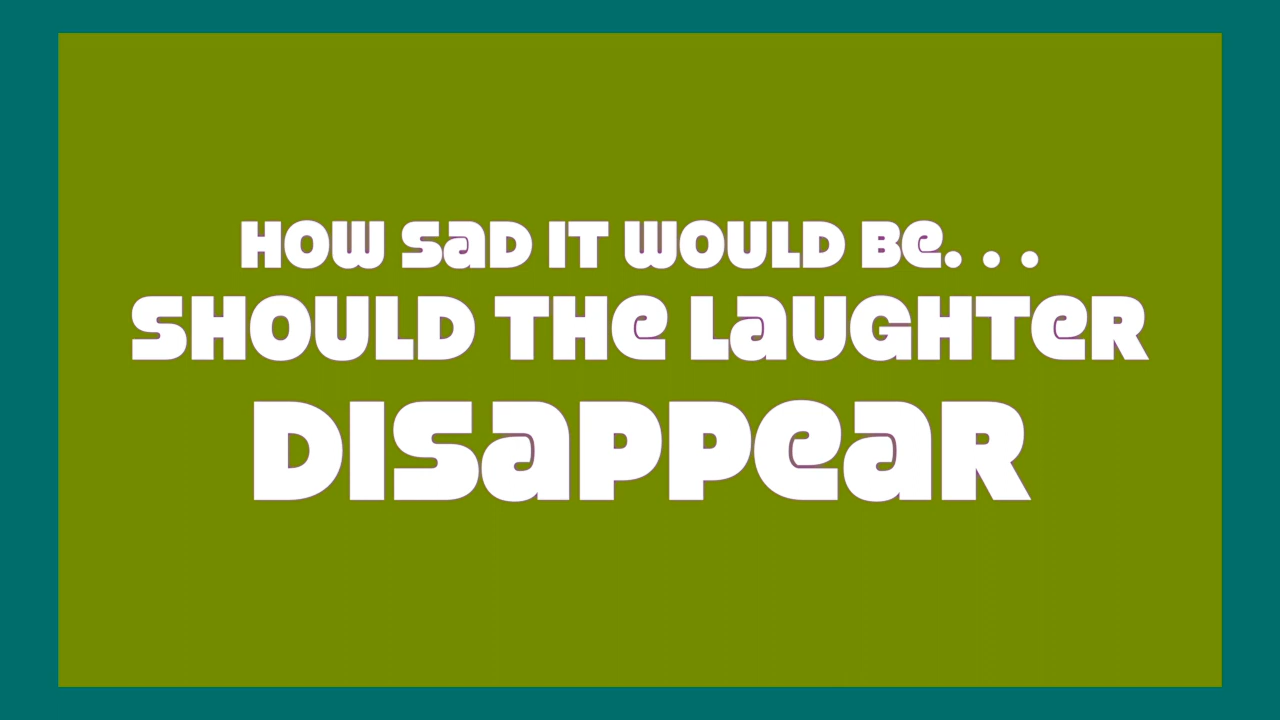 HOW SaD IT WOULD Be. . .
SHOULD THe LaUGHTeR
DISaPPeaR